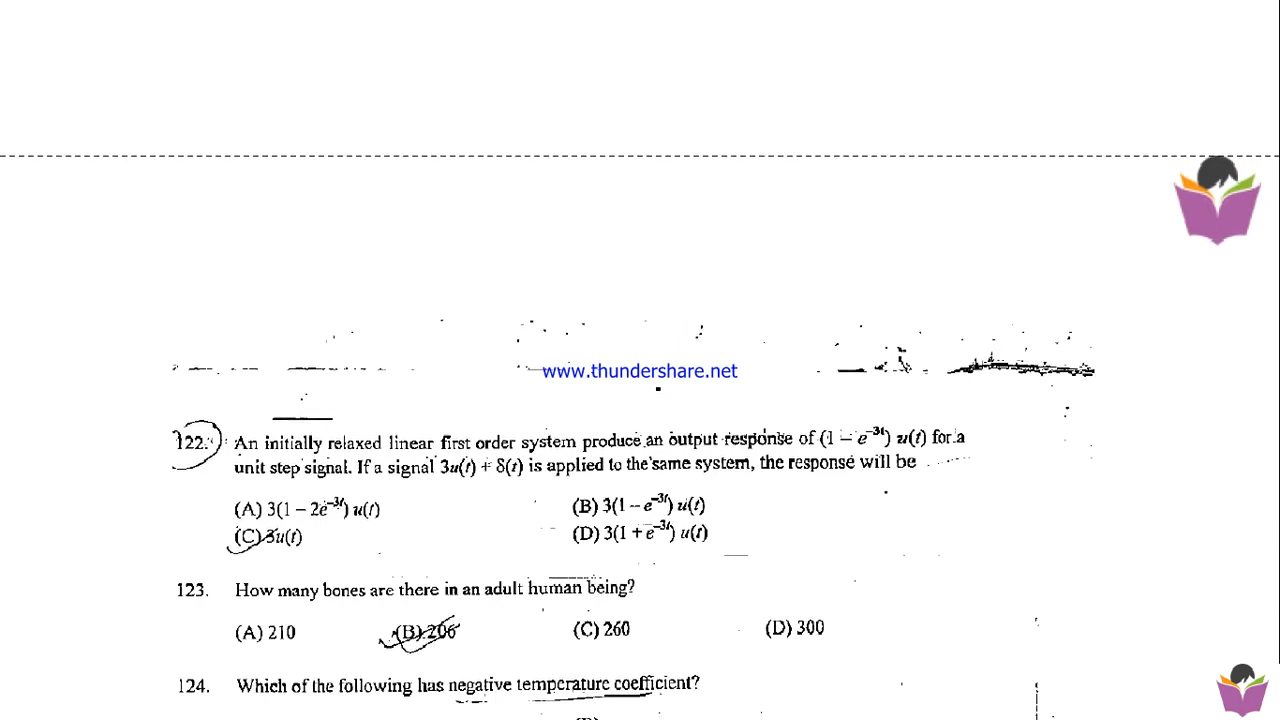 www.thundershare.net
122. An initially relaxed linear first order system produce an output response of (1 – e⁻³ᵗ) u(t) for a
unit step signal. If a signal 3u(t) + δ(t) is applied to the same system, the response will be
(A) 3(1 – 2e⁻³ᵗ) u(t) (B) 3(1 – e⁻³ᵗ) u(t)
(C) 3u(t) (D) 3(1 + e⁻³ᵗ) u(t)
123. How many bones are there in an adult human being?
(A) 210 (B) 206 (C) 260 (D) 300
124. Which of the following has negative temperature coefficient?